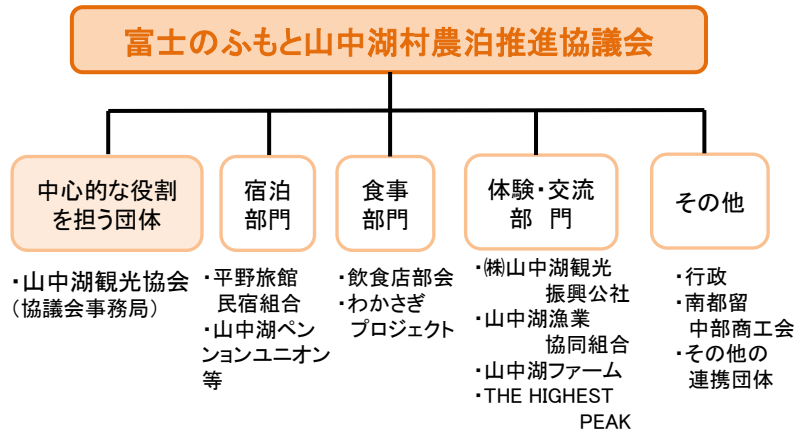 富士のふもと山中湖村農泊推進協議会
中心的な役割
を担う団体
・山中湖観光協会
（協議会事務局）
宿泊
部門
・平野旅館
民宿組合
・山中湖ペン
ションユニオン
等
食事
部門
・飲食店部会
・わかさぎ
プロジェクト
体験・交流
部　門
・㈱山中湖観光
振興公社
・山中湖漁業
協同組合
・山中湖ファーム
・THE HIGHEST
PEAK
その他
・行政
・南都留
中部商工会
・その他の
連携団体